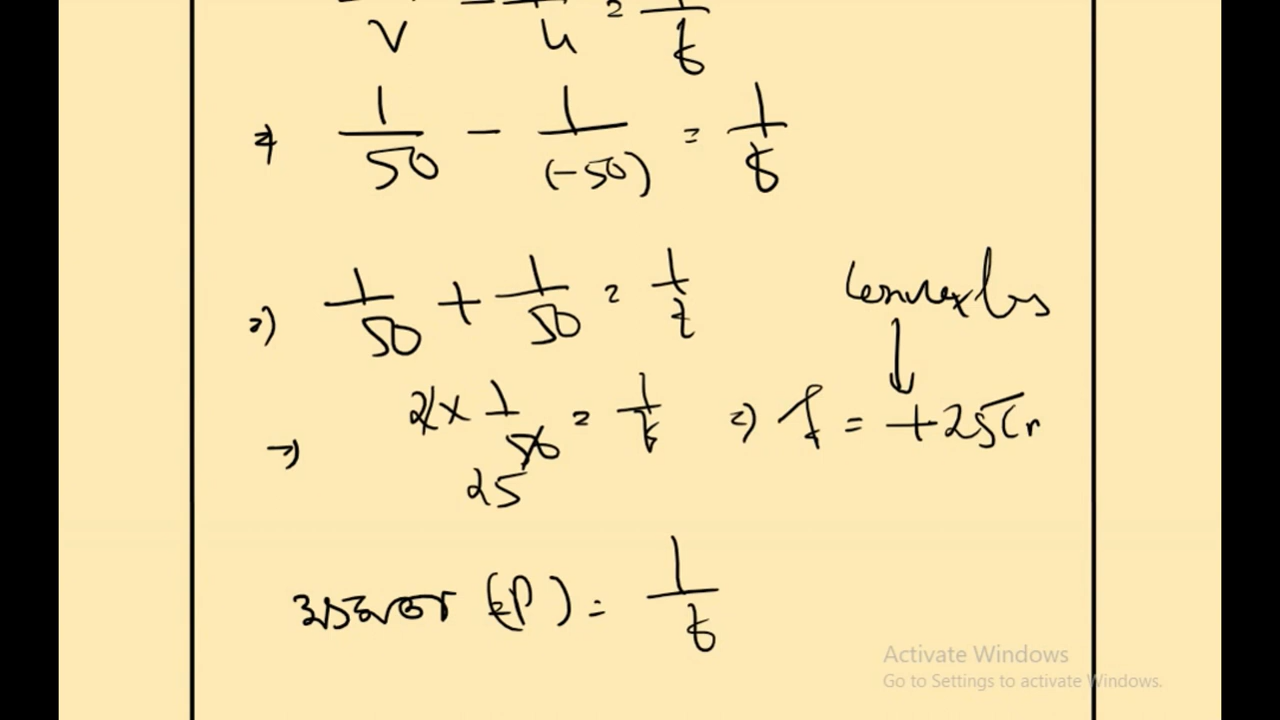 1/v - 1/u = 1/f
⇒ 1/50 - 1/(-50) = 1/f
⇒ 1/50 + 1/50 = 1/f
Convex lens
↓
⇒ 2 × 1/50 = 1/f ⇒ f = +25 cm
25
(P) = 1/f
Activate Windows
Go to Settings to activate Windows.